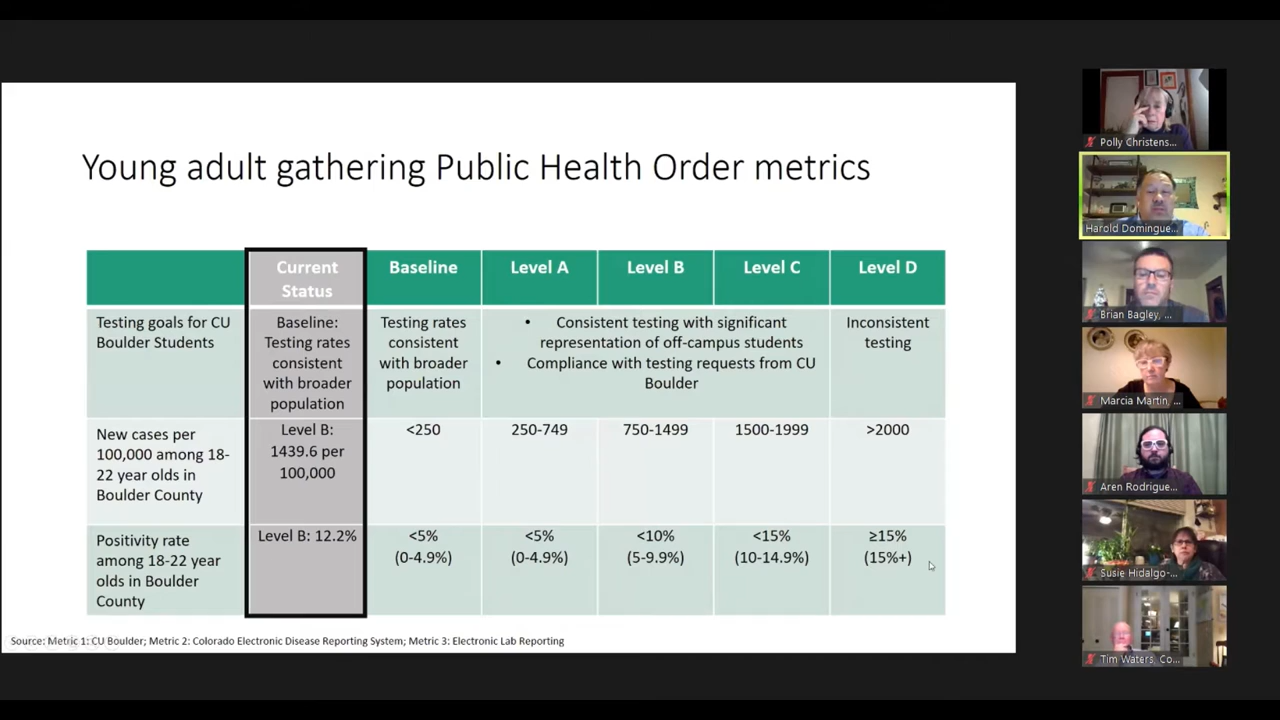 Young adult gathering Public Health Order metrics
Current
Status
Baseline
Level A
Level B
Level C
Level D
Testing goals for CU
Boulder Students
Baseline:
Testing rates
consistent
with broader
population
Testing rates
consistent
with broader
population
• Consistent testing with significant
representation of off-campus students
• Compliance with testing requests from CU
Boulder
Inconsistent
testing
New cases per
100,000 among 18-
22 year olds in
Boulder County
Level B:
1439.6 per
100,000
<250
250-749
750-1499
1500-1999
>2000
Positivity rate
among 18-22 year
olds in Boulder
County
Level B: 12.2%
<5%
(0-4.9%)
<5%
(0-4.9%)
<10%
(5-9.9%)
<15%
(10-14.9%)
≥15%
(15%+)
Source: Metric 1: CU Boulder; Metric 2: Colorado Electronic Disease Reporting System; Metric 3: Electronic Lab Reporting
Polly Christens...
Harold Domingue...
Brian Bagley, ...
Marcia Martin, ...
Aren Rodrigue...
Susie Hidalgo-...
Tim Waters, Co...